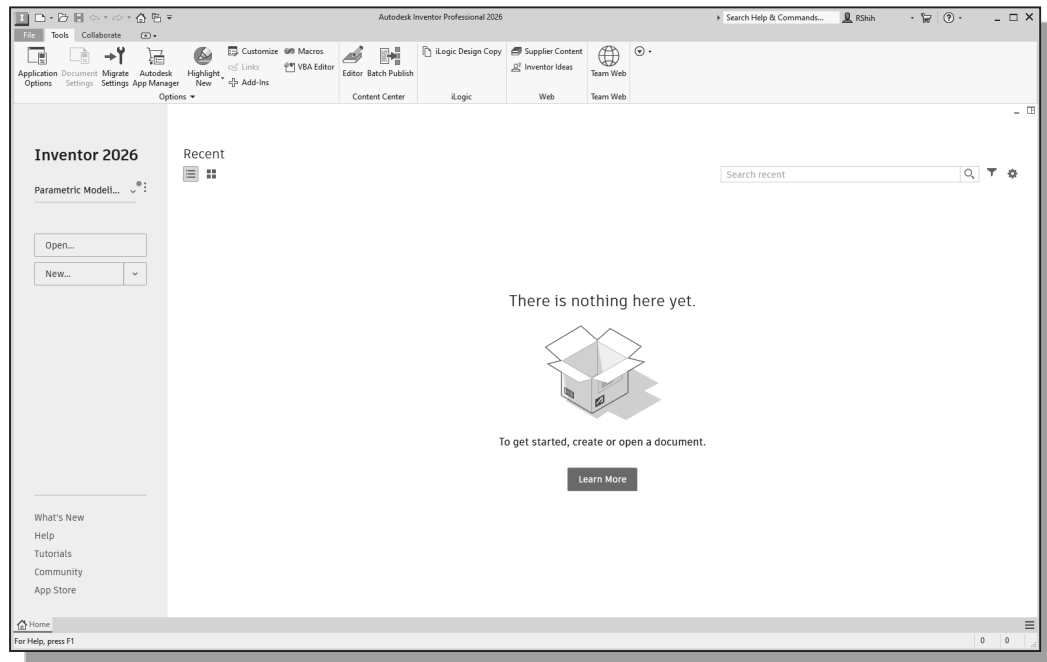 Autodesk Inventor Professional 2026
Search Help & Commands...
RShih
File Tools Collaborate
Application Options
Document Settings
Migrate Settings
Autodesk App Manager
Highlight New
Customize
Links
Add-Ins
Macros
VBA Editor
Options
Editor
Batch Publish
Content Center
iLogic Design Copy
iLogic
Supplier Content
Inventor Ideas
Web
Team Web
Team Web
Inventor 2026
Parametric Modeli...
Open...
New...
Recent
Search recent
There is nothing here yet.
To get started, create or open a document.
Learn More
What's New
Help
Tutorials
Community
App Store
Home
For Help, press F1
0 0